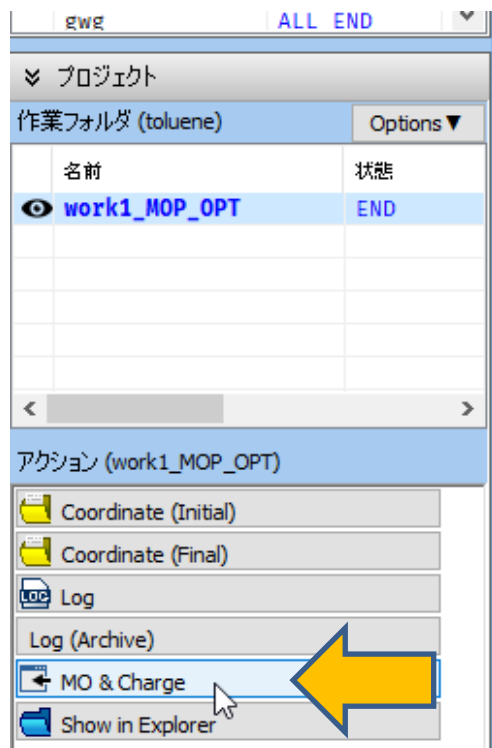 gwg ALL END
プロジェクト
作業フォルダ (toluene) Options▼
名前 状態
work1_MOP_OPT END
アクション (work1_MOP_OPT)
Coordinate (Initial)
Coordinate (Final)
LOG Log
Log (Archive)
MO & Charge
Show in Explorer